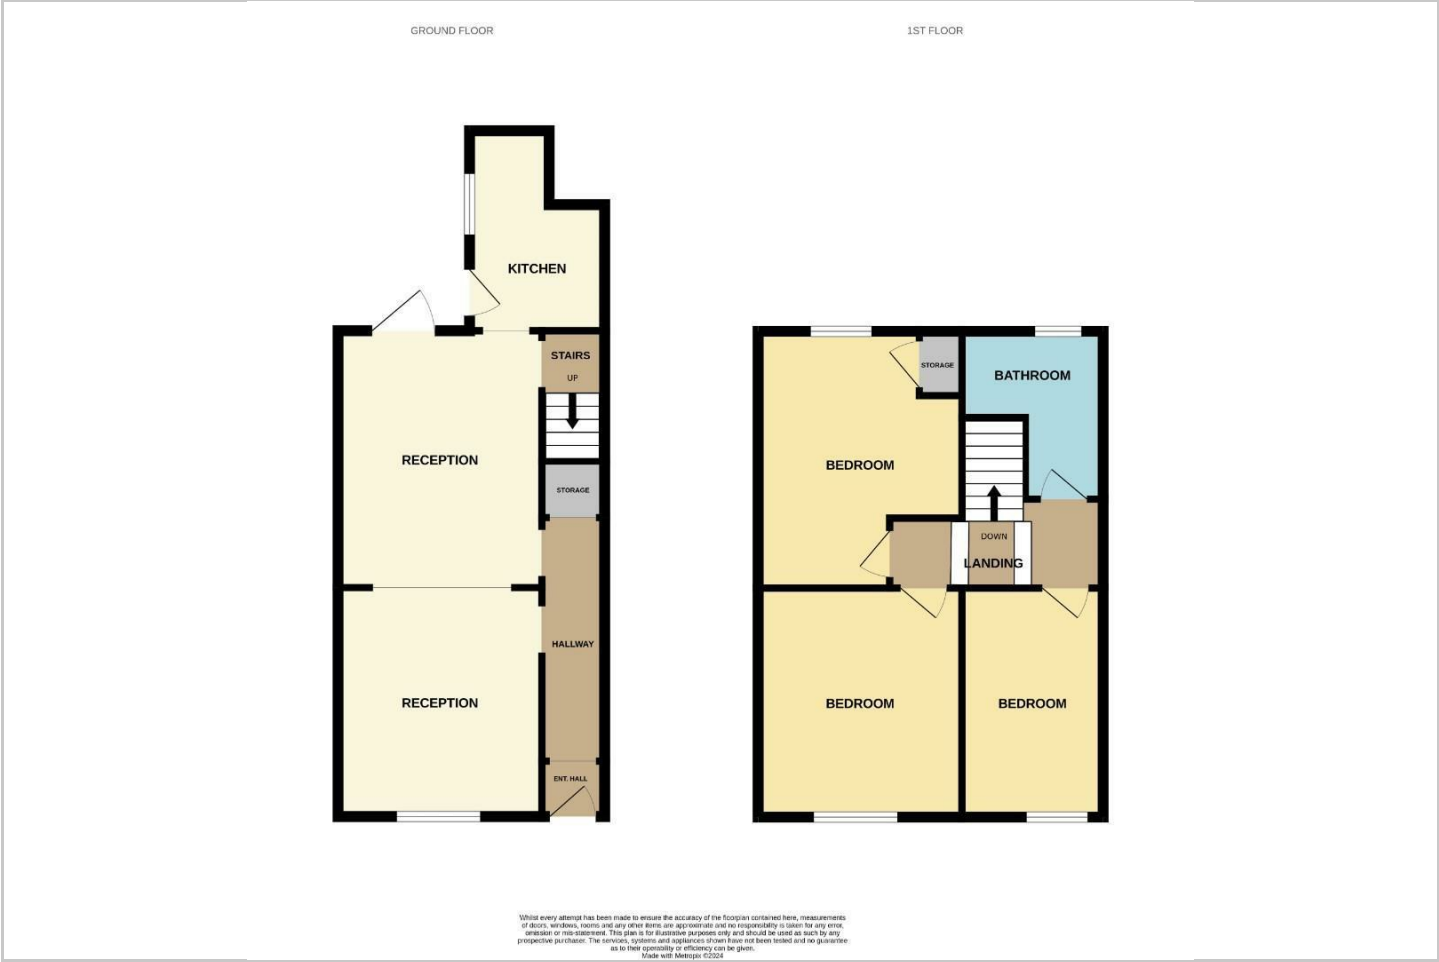 GROUND FLOOR
1ST FLOOR
KITCHEN
STAIRS
UP
STORAGE
BATHROOM
RECEPTION
BEDROOM
STORAGE
DOWN
LANDING
HALLWAY
RECEPTION
BEDROOM
BEDROOM
ENT. HALL
Whilst every attempt has been made to ensure the accuracy of the floorplan contained here, measurements
of doors, windows, rooms and any other items are approximate and no responsibility is taken for any error,
omission or mis-statement. This plan is for illustrative purposes only and should be used as such by any
prospective purchaser. The services, systems and appliances shown have not been tested and no guarantee
as to their operability or efficiency can be given.
Made with Metropix ©2024